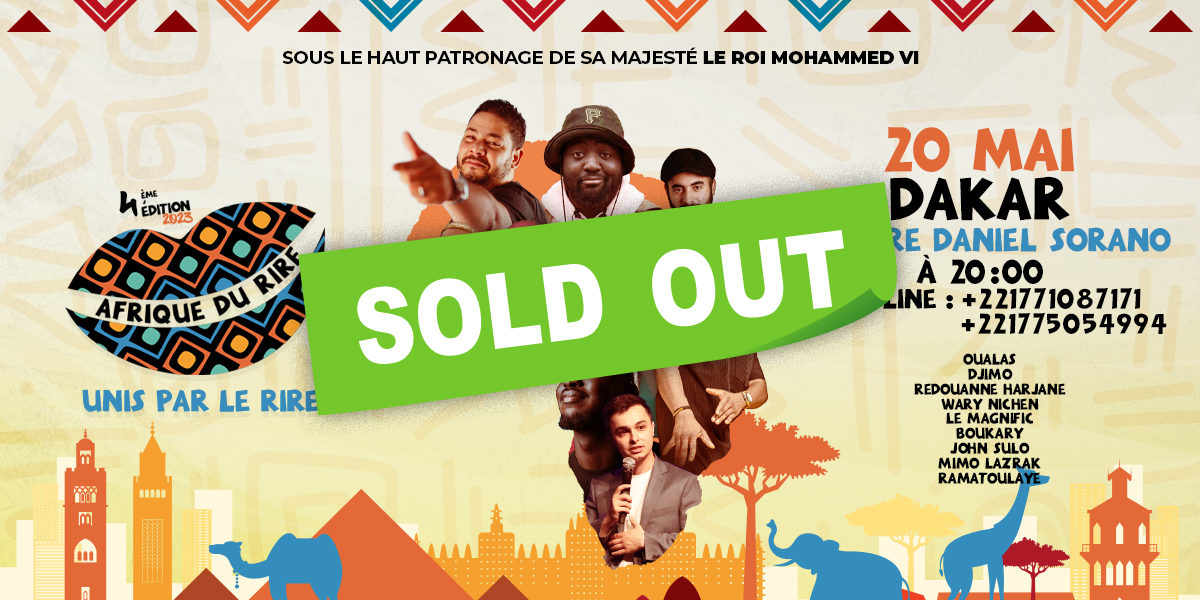 SOUS LE HAUT PATRONAGE DE SA MAJESTÉ LE ROI MOHAMMED VI
4ÈME ÉDITION
2023
AFRIQUE DU RIRE
UNIS PAR LE RIRE
SOLD OUT
20 MAI
DAKAR
RE DANIEL SORANO
À 20:00
LINE : +221771087171
+221775054994
OUALAS
DJIMO
REDOUANNE HARJANE
WARY NICHEN
LE MAGNIFIC
BOUKARY
JOHN SULO
MIMO LAZRAK
RAMATOULAYE